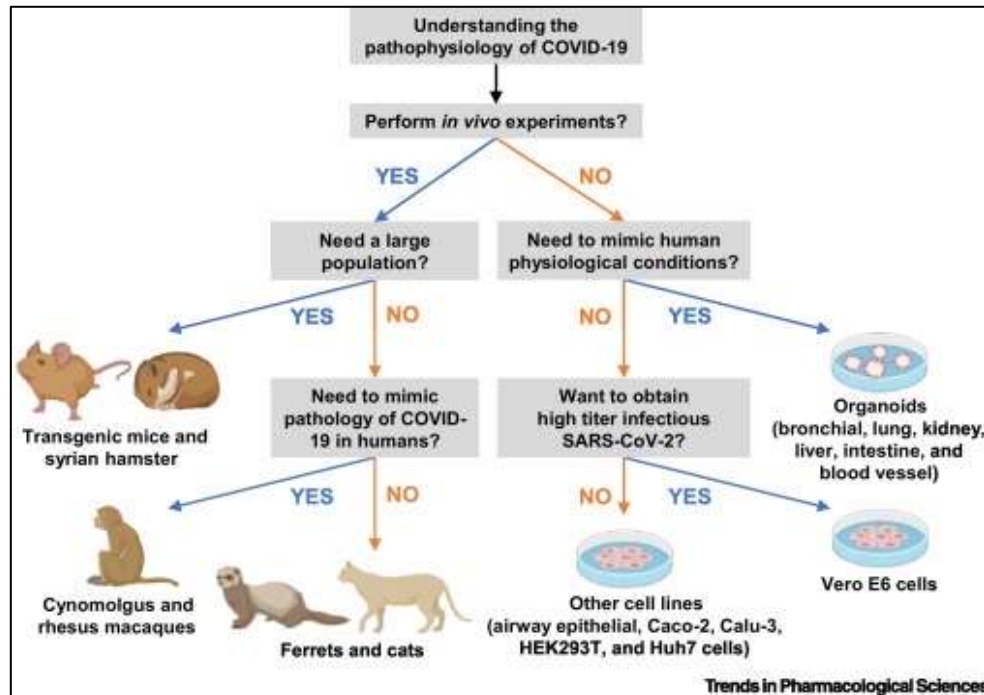 Understanding the
pathophysiology of COVID-19
Perform in vivo experiments?
YES
NO
Need a large
population?
Need to mimic human
physiological conditions?
YES
NO
NO
YES
Transgenic mice and
syrian hamster
Need to mimic
pathology of COVID-
19 in humans?
Want to obtain
high titer infectious
SARS-CoV-2?
Organoids
(bronchial, lung, kidney,
liver, intestine, and
blood vessel)
YES
NO
NO
YES
Cynomolgus and
rhesus macaques
Ferrets and cats
Other cell lines
(airway epithelial, Caco-2, Calu-3,
HEK293T, and Huh7 cells)
Vero E6 cells
Trends in Pharmacological Sciences